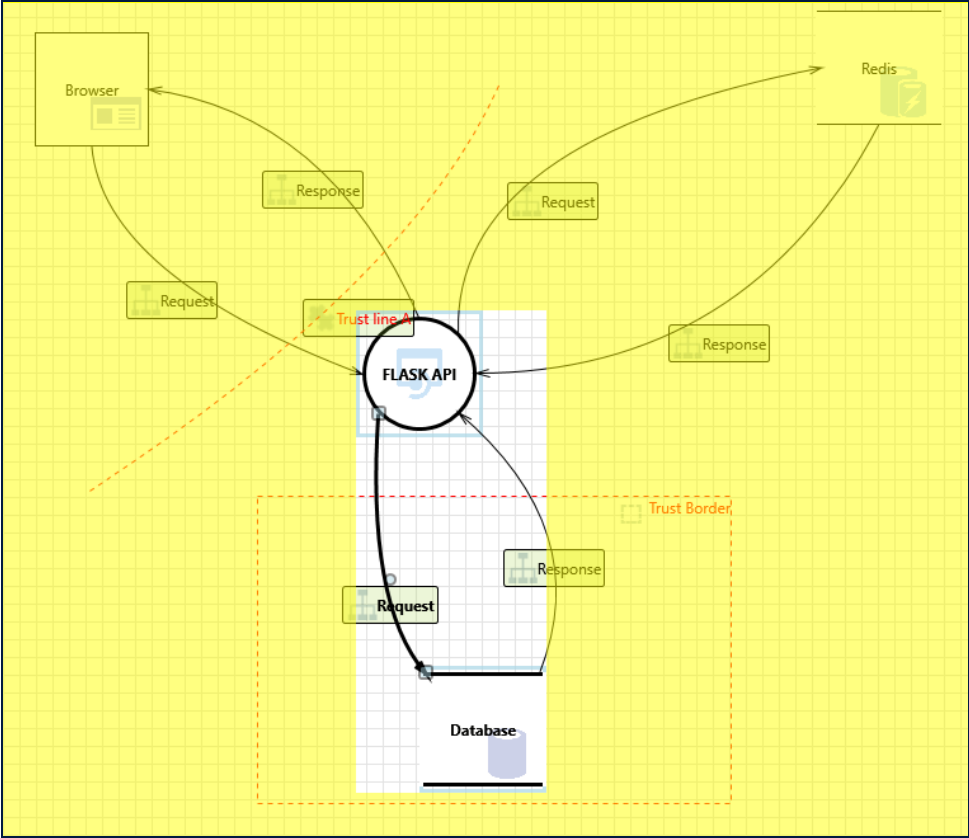 Browser
Redis
Response
Request
Request
Trust line A
Response
FLASK API
Trust Border
Response
Request
Database